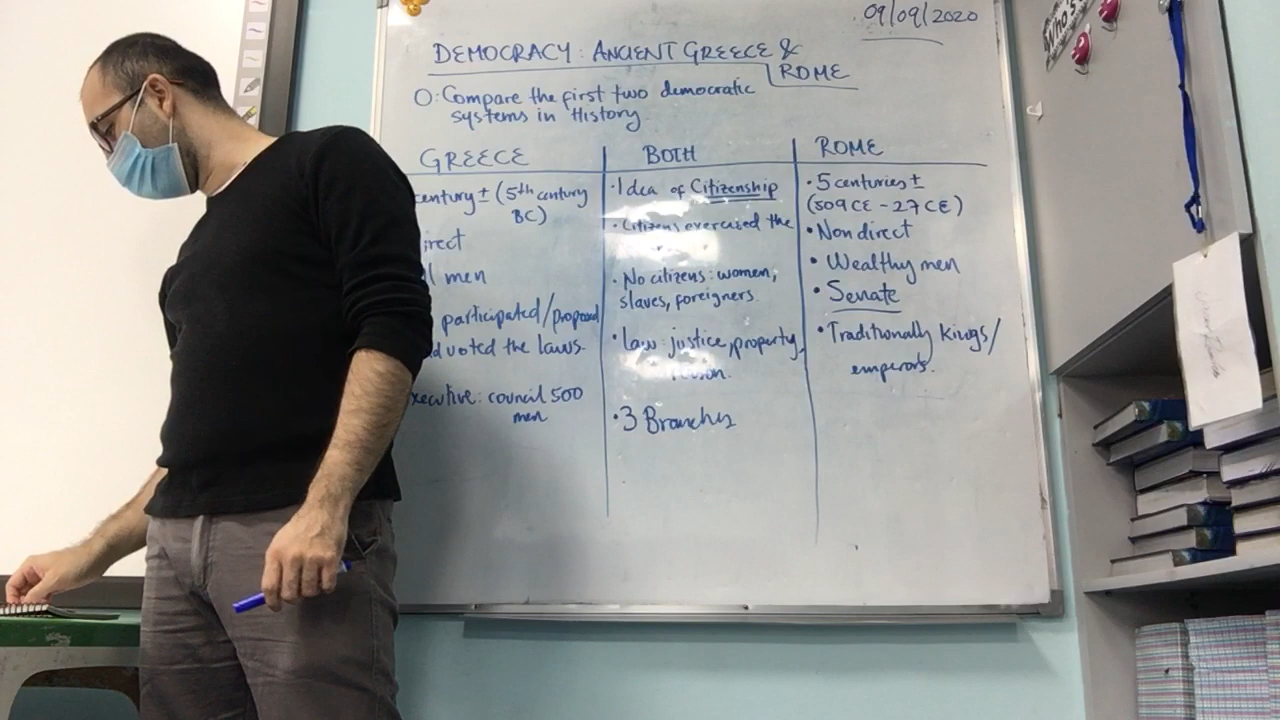 09/09/2020
DEMOCRACY: ANCIENT GREECE &
ROME
O: Compare the first two democratic
systems in History.
GREECE
century ± (5th century
BC)
irect
men
participated/proposed
voted the laws.
xecutive: council 500
men
BOTH
• Idea of Citizenship
• Citizens exercised the
• No citizens: women,
slaves, foreigners.
• Law: justice, property,
• 3 Branches
ROME
• 5 centuries ±
(509 CE - 27 CE)
• Non direct
• Wealthy men
• Senate
• Traditionally kings/
emperors.
Who's